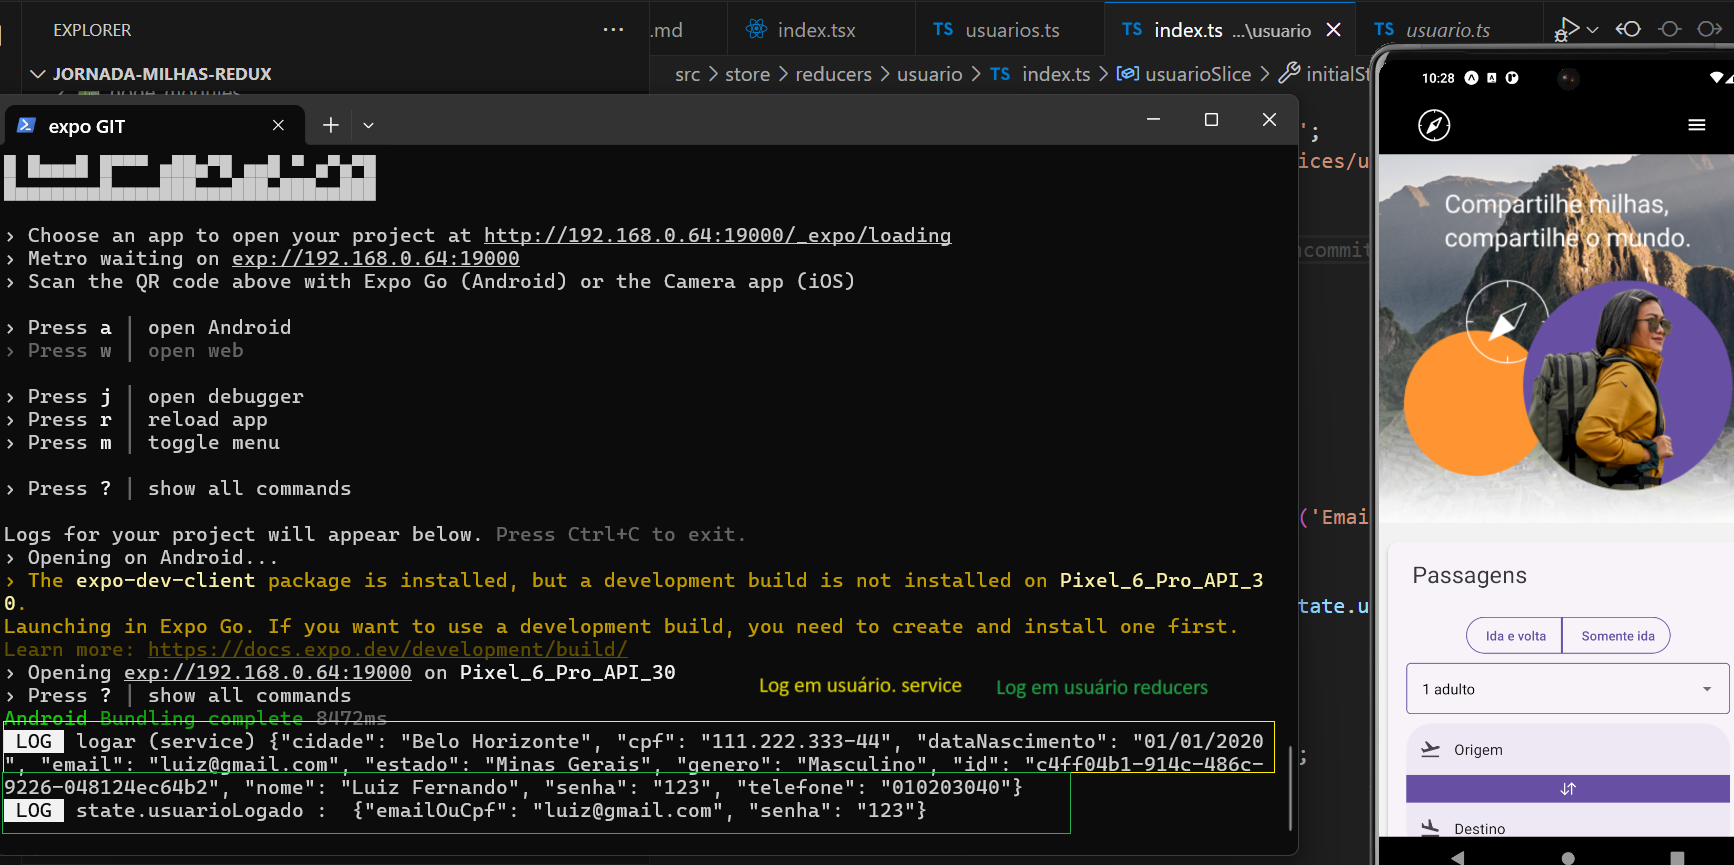 EXPLORER
...
.md
index.tsx
TS usuarios.ts
TS index.ts ...\usuario
TS usuario.ts
JORNADA-MILHAS-REDUX
node_modules
src > store > reducers > usuario > TS index.ts > usuarioSlice > initialSt
expo GIT
';
ices/u
ncommit
('Emai
tate.u
;
> Choose an app to open your project at http://192.168.0.64:19000/_expo/loading
> Metro waiting on exp://192.168.0.64:19000
> Scan the QR code above with Expo Go (Android) or the Camera app (iOS)
> Press a │ open Android
> Press w │ open web
> Press j │ open debugger
> Press r │ reload app
> Press m │ toggle menu
> Press ? │ show all commands
Logs for your project will appear below. Press Ctrl+C to exit.
> Opening on Android...
> The expo-dev-client package is installed, but a development build is not installed on Pixel_6_Pro_API_3
0.
Launching in Expo Go. If you want to use a development build, you need to create and install one first.
Learn more: https://docs.expo.dev/development/build/
> Opening exp://192.168.0.64:19000 on Pixel_6_Pro_API_30
> Press ? │ show all commands
Log em usuário. service
Log em usuário reducers
Android Bundling complete 8472ms
LOG logar (service) {"cidade": "Belo Horizonte", "cpf": "111.222.333-44", "dataNascimento": "01/01/2020
", "email": "luiz@gmail.com", "estado": "Minas Gerais", "genero": "Masculino", "id": "c4ff04b1-914c-486c-
9226-048124ec64b2", "nome": "Luiz Fernando", "senha": "123", "telefone": "010203040"}
LOG state.usuarioLogado : {"emailOuCpf": "luiz@gmail.com", "senha": "123"}
10:28
Compartilhe milhas,
compartilhe o mundo.
Passagens
Ida e volta
Somente ida
1 adulto
Origem
Destino